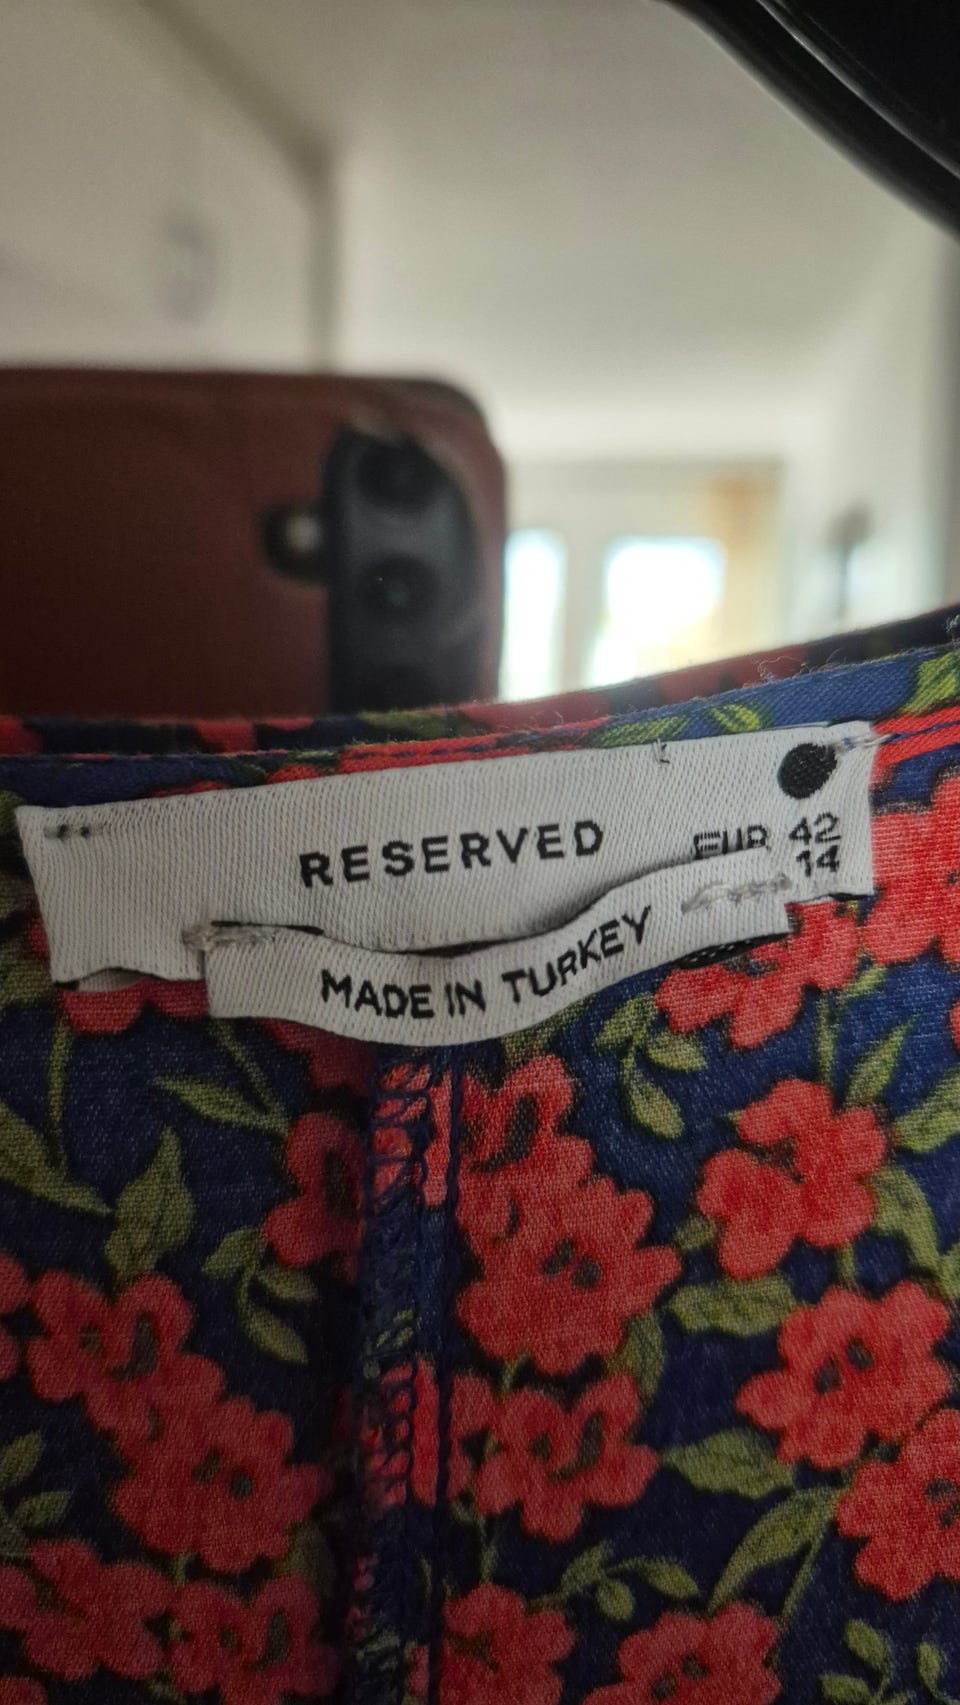 RESERVED
EUR 42
14
MADE IN TURKEY